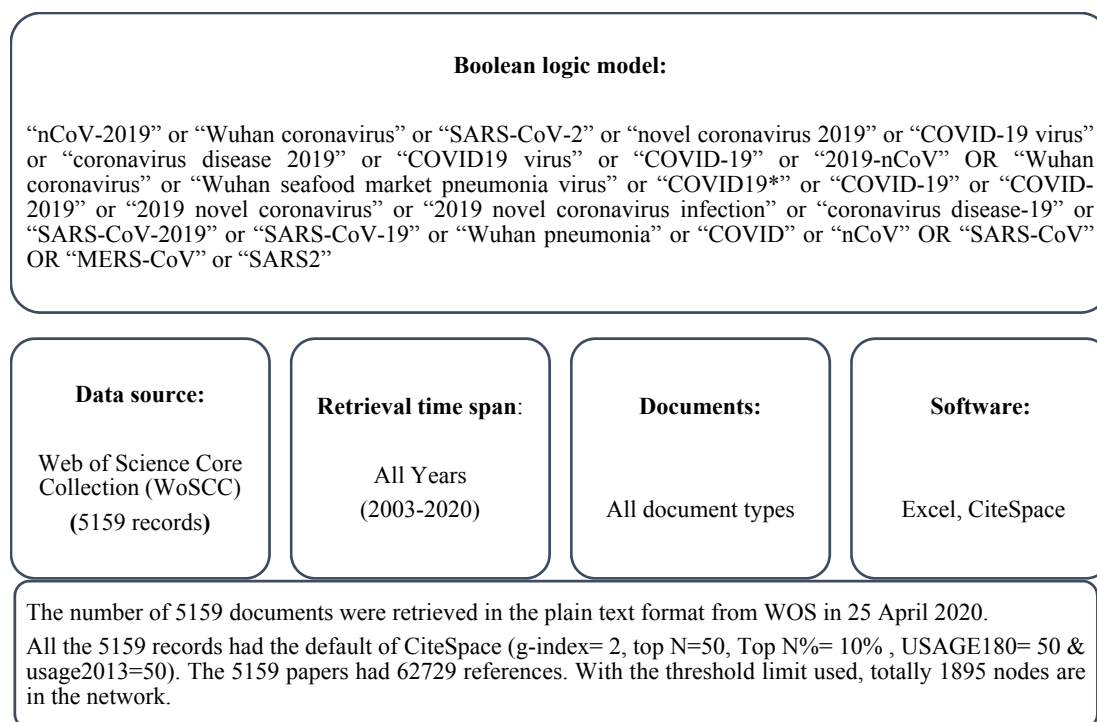 Boolean logic model:
“nCoV-2019” or “Wuhan coronavirus” or “SARS-CoV-2” or “novel coronavirus 2019” or “COVID-19 virus”
or “coronavirus disease 2019” or “COVID19 virus” or “COVID-19” or “2019-nCoV” OR “Wuhan
coronavirus” or “Wuhan seafood market pneumonia virus” or “COVID19*” or “COVID-19” or “COVID-
2019” or “2019 novel coronavirus” or “2019 novel coronavirus infection” or “coronavirus disease-19” or
“SARS-CoV-2019” or “SARS-CoV-19” or “Wuhan pneumonia” or “COVID” or “nCoV” OR “SARS-CoV”
OR “MERS-CoV” or “SARS2”
Data source:
Web of Science Core
Collection (WoSCC)
(5159 records)
Retrieval time span:
All Years
(2003-2020)
Documents:
All document types
Software:
Excel, CiteSpace
The number of 5159 documents were retrieved in the plain text format from WOS in 25 April 2020.
All the 5159 records had the default of CiteSpace (g-index= 2, top N=50, Top N%= 10% , USAGE180= 50 &
usage2013=50). The 5159 papers had 62729 references. With the threshold limit used, totally 1895 nodes are
in the network.